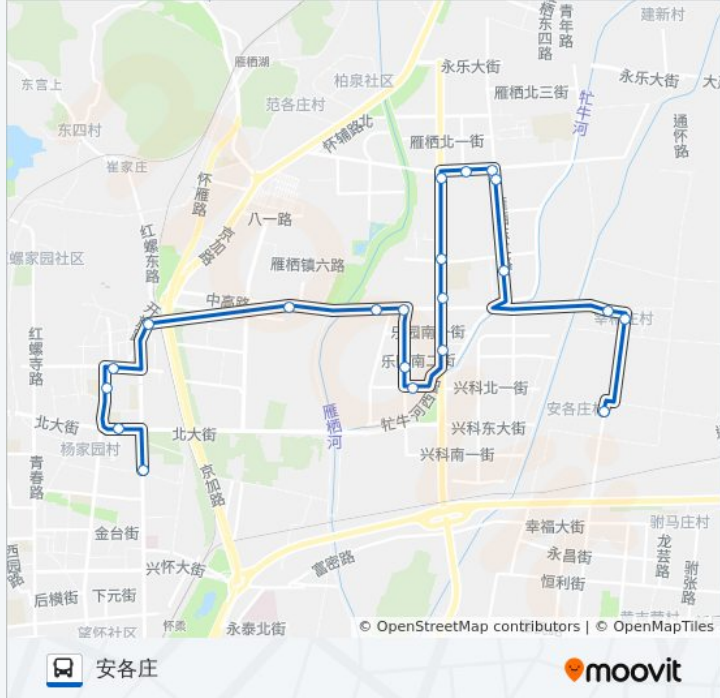 栖东四路
青年路
建新村
雁栖湖
永乐大街
永乐大街
东宫上
柏泉社区
雁栖北三街
范各庄村
牤牛河
通怀路
东四村
怀辅路北
雁栖北一街
崔家庄
怀雁路
八一路
红螺东路
京加路
螺家园社区
雁栖镇六路
中高路
红螺寺路
乐园南一街
兴科北一街
安各庄村
雁栖河
牤牛河西
北大街
北大街
兴科东大街
杨家园村
兴科南一街
青春路
京加路
金台街
幸福大街
驸马庄村
西园路
兴怀大街
富密路
永昌街
龙芸路
驸张路
后横街
下元街
恒利街
望怀社区
怀柔
永泰北街
© OpenStreetMap contributors | © OpenMapTiles
安各庄
moovit